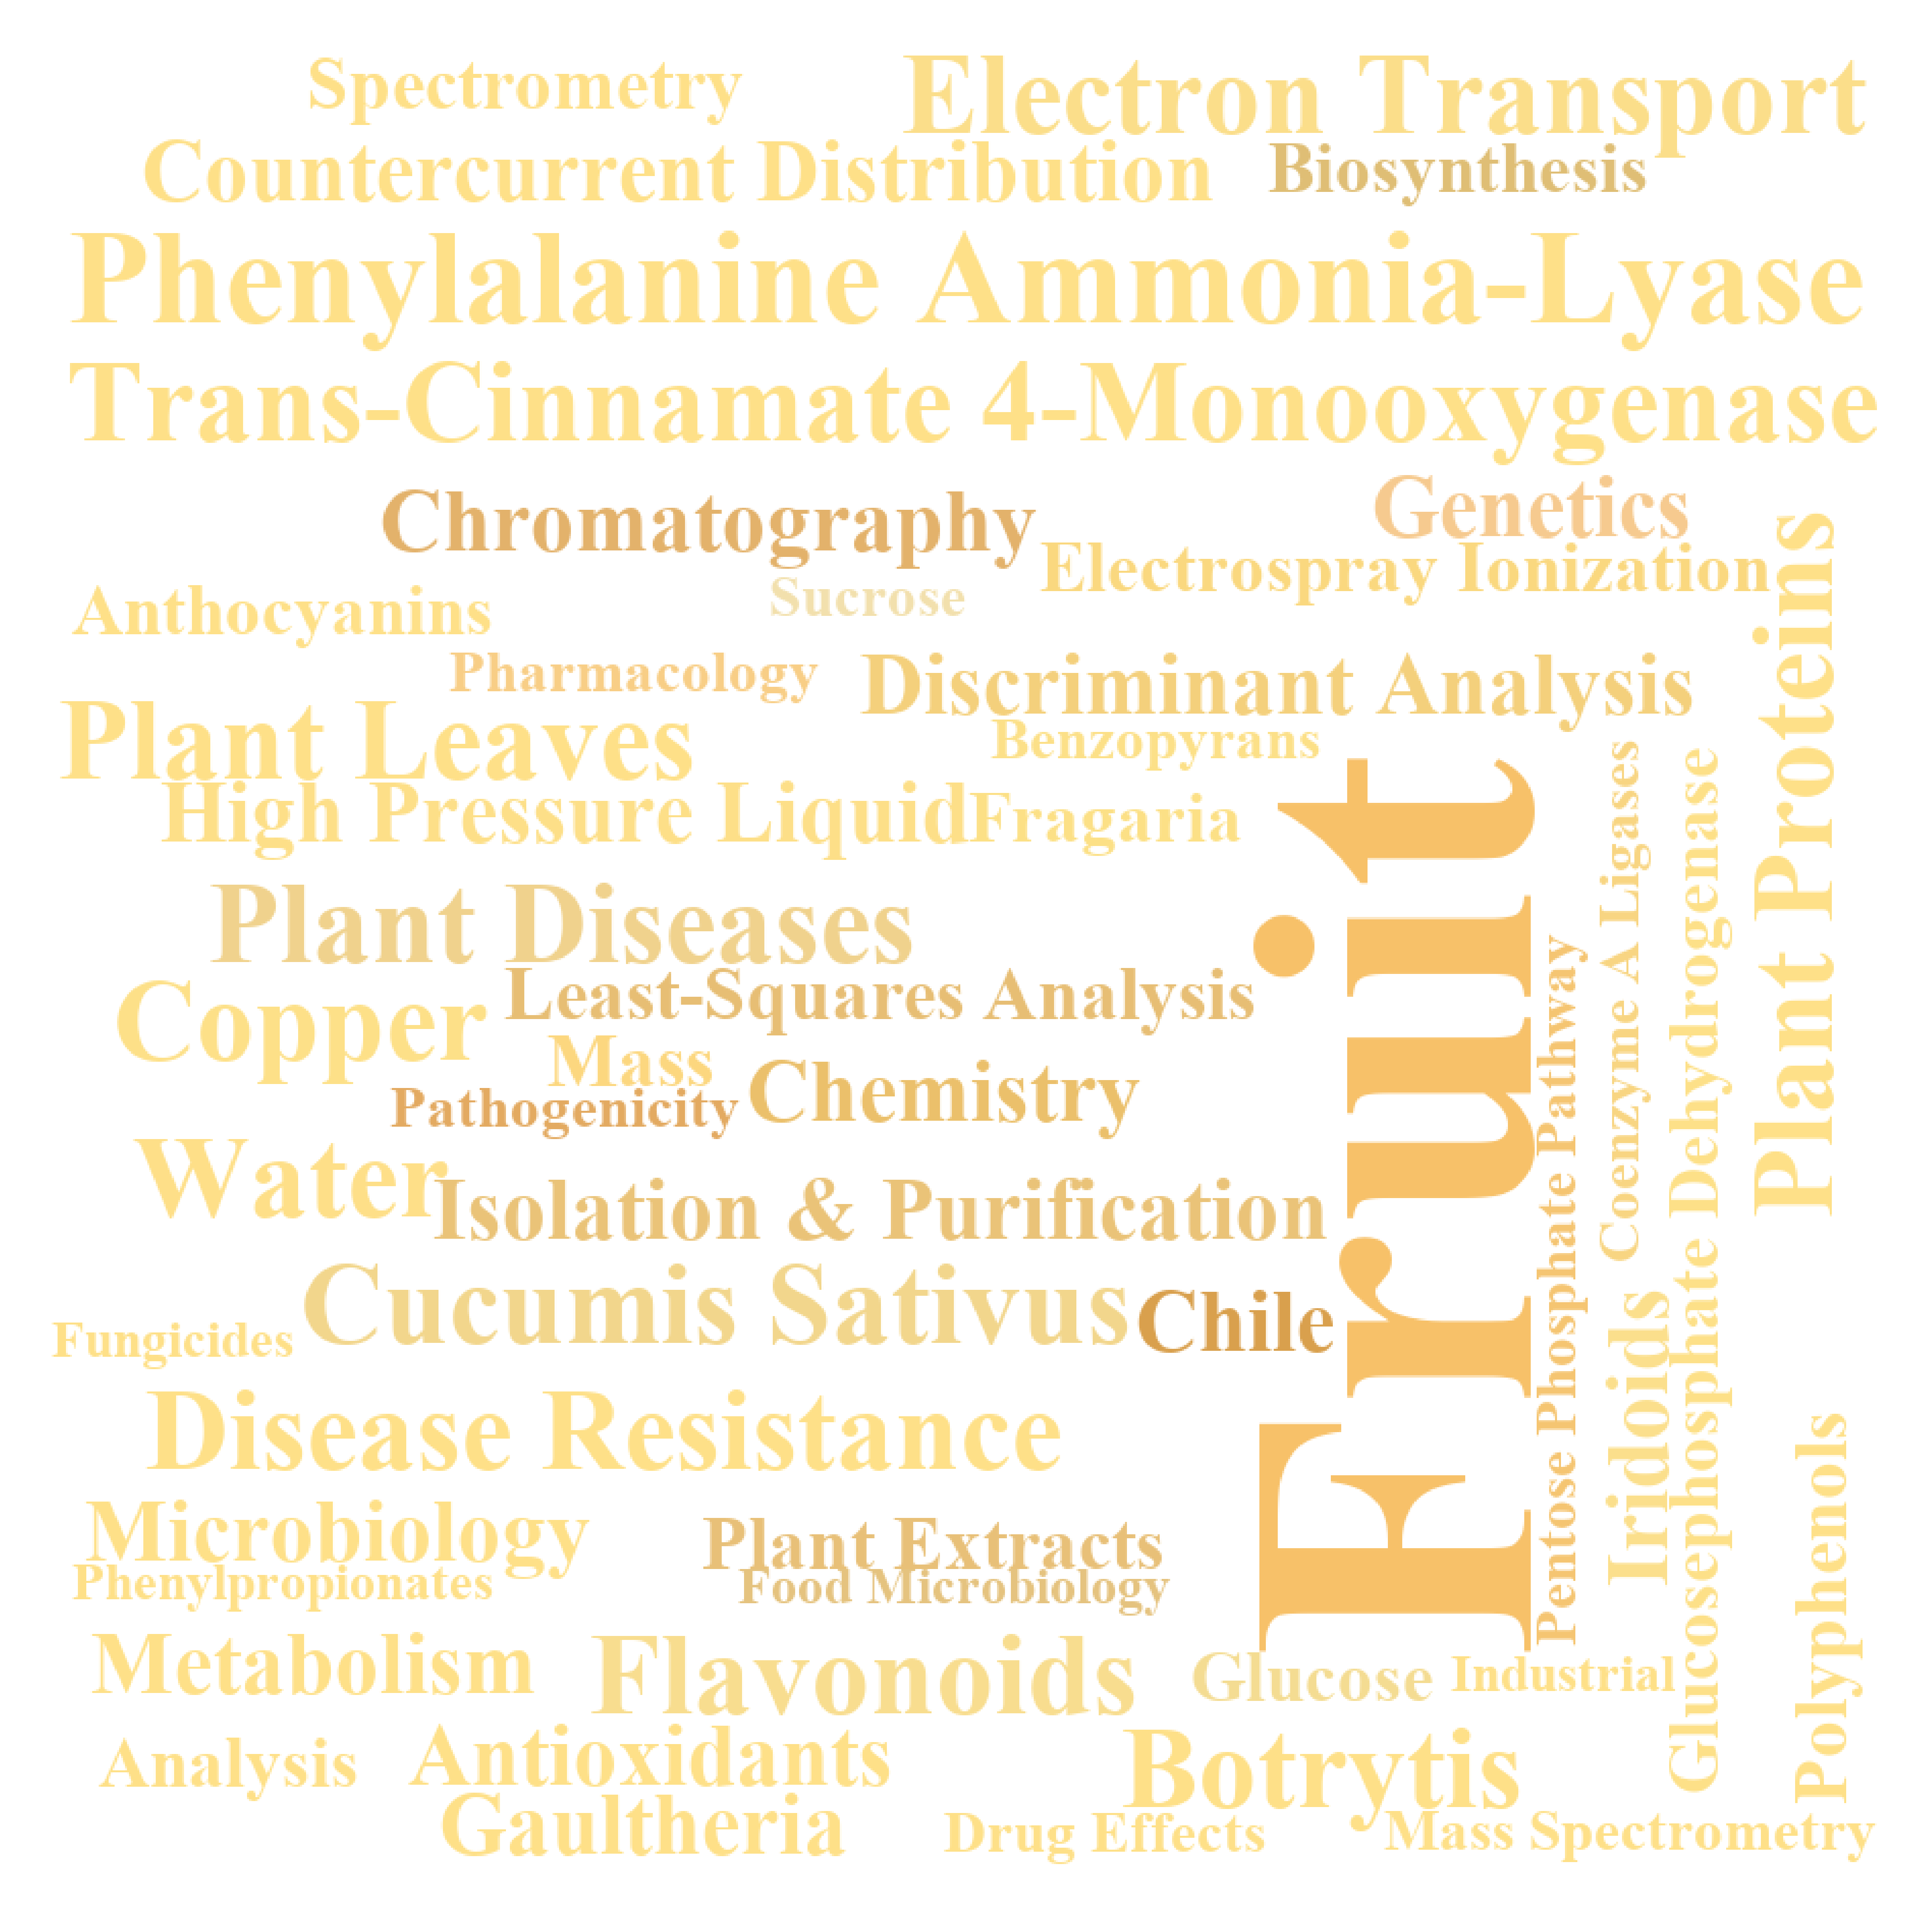 Spectrometry
Electron Transport
Countercurrent Distribution
Biosynthesis
Phenylalanine Ammonia-Lyase
Trans-Cinnamate 4-Monooxygenase
Chromatography
Genetics
Electrospray Ionization
Anthocyanins
Sucrose
Pharmacology
Discriminant Analysis
Plant Leaves
Benzopyrans
High Pressure Liquid
Fragaria
Plant Diseases
Least-Squares Analysis
Copper
Mass
Chemistry
Pathogenicity
Water
Isolation & Purification
Cucumis Sativus
Chile
Fungicides
Disease Resistance
Microbiology
Plant Extracts
Phenylpropionates
Food Microbiology
Metabolism
Flavonoids
Glucose
Industrial
Analysis
Antioxidants
Botrytis
Gaultheria
Drug Effects
Mass Spectrometry
Fruit
Pentose Phosphate Pathway
Coenzyme A Ligases
Iridoids
Glucosephosphate Dehydrogenase
Plant Proteins
Polyphenols